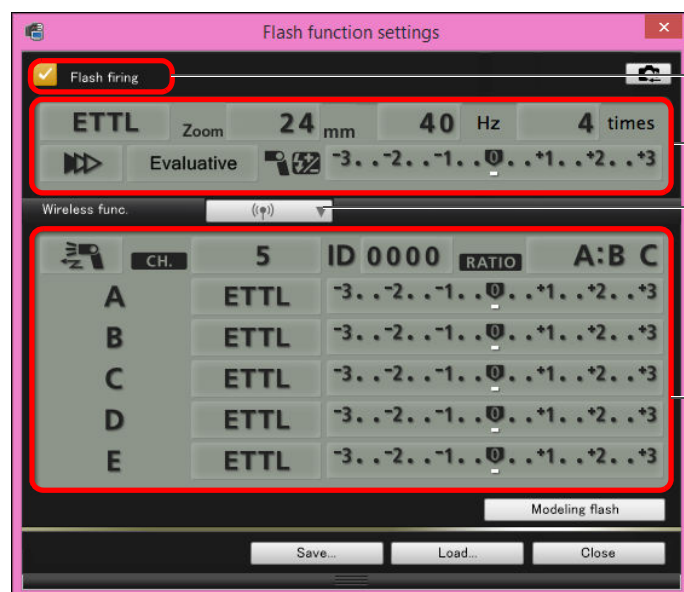 Flash function settings
Flash firing
ETTL Zoom 24 mm 40 Hz 4 times
Evaluative -3..-2..-1..0..+1..+2..+3
Wireless func. ((•))
CH. 5 ID 0000 RATIO A:B C
A ETTL -3..-2..-1..0..+1..+2..+3
B ETTL -3..-2..-1..0..+1..+2..+3
C ETTL -3..-2..-1..0..+1..+2..+3
D ETTL -3..-2..-1..0..+1..+2..+3
E ETTL -3..-2..-1..0..+1..+2..+3
Modeling flash
Save... Load... Close